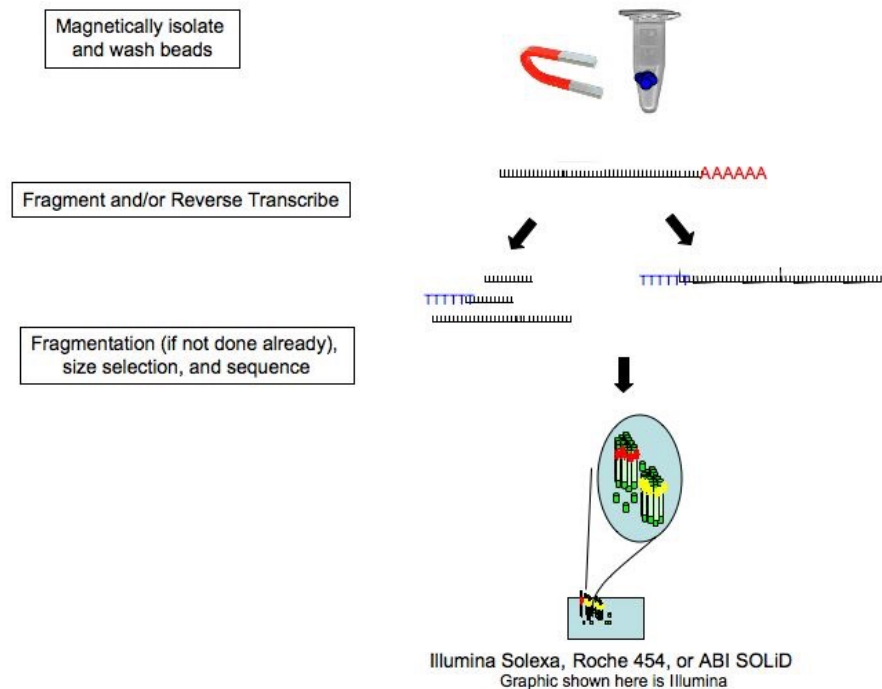 Magnetically isolate
and wash beads
AAAAAA
Fragment and/or Reverse Transcribe
TTTTT
TTTTTT
Fragmentation (if not done already),
size selection, and sequence
Illumina Solexa, Roche 454, or ABI SOLiD
Graphic shown here is Illumina